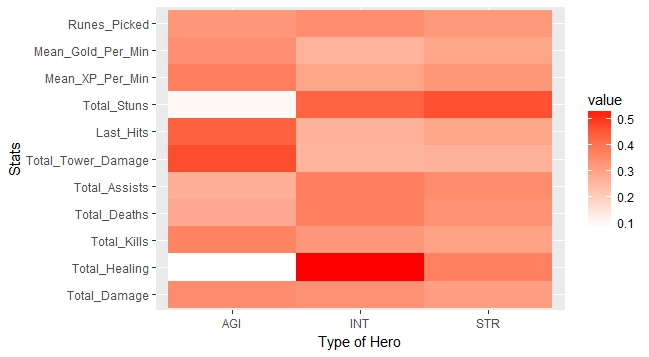 Runes_Picked
Mean_Gold_Per_Min
Mean_XP_Per_Min
Total_Stuns
Last_Hits
Total_Tower_Damage
Total_Assists
Total_Deaths
Total_Kills
Total_Healing
Total_Damage
Stats
AGI INT STR
Type of Hero
value
0.5
0.4
0.3
0.2
0.1